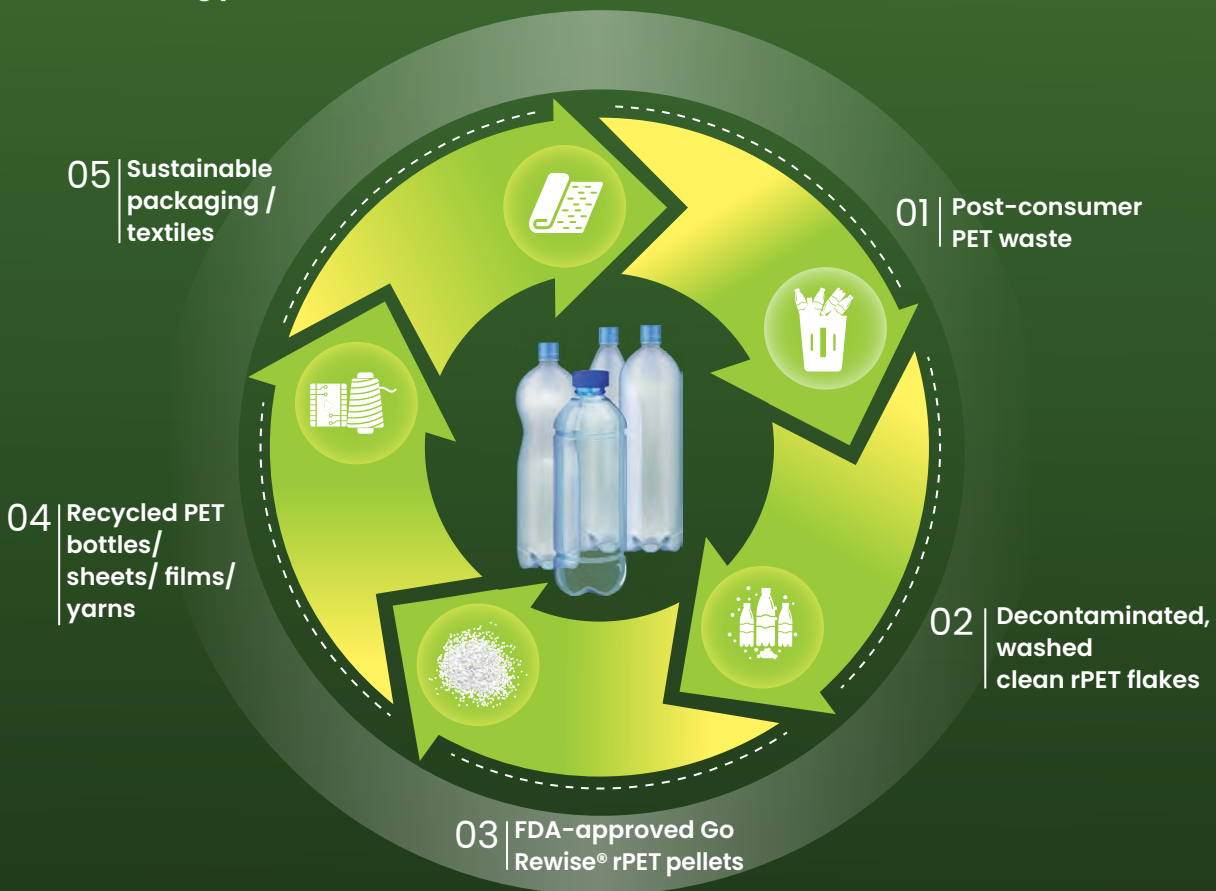 01
Post-consumer
PET waste
02
Decontaminated,
washed
clean rPET flakes
03
FDA-approved Go
Rewise® rPET pellets
04
Recycled PET
bottles/
sheets/ films/
yarns
05
Sustainable
packaging /
textiles